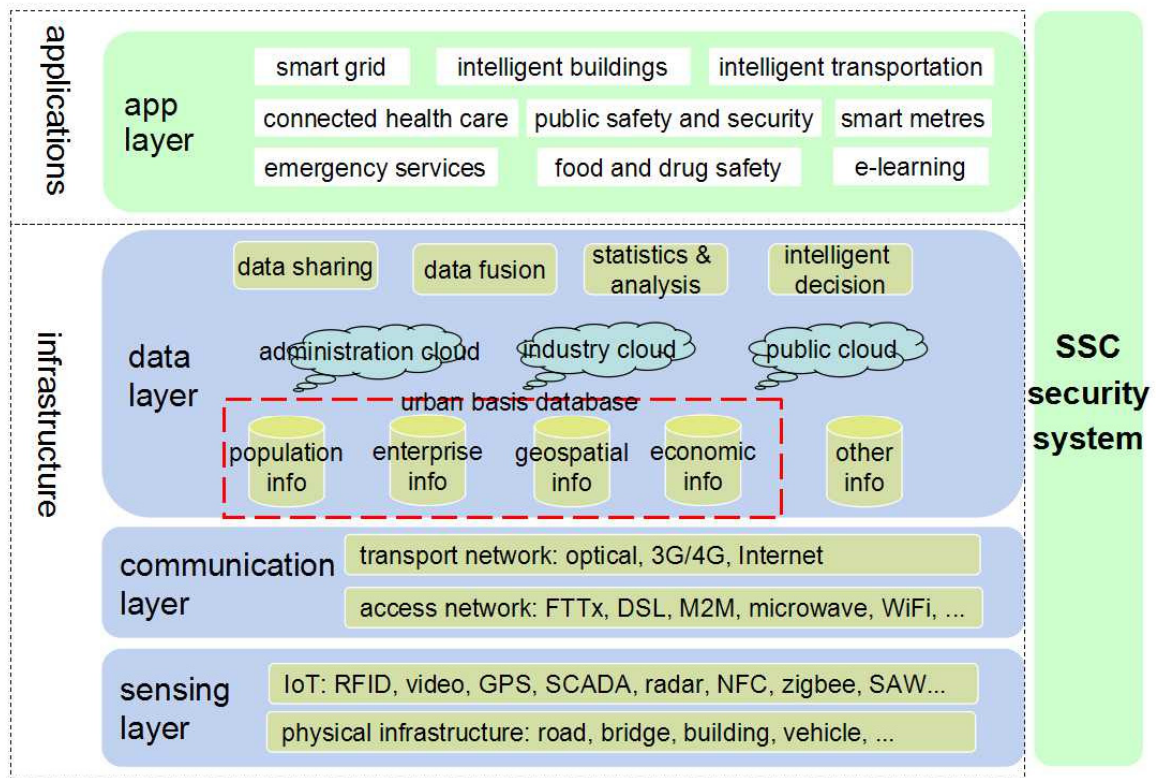 applications
app
layer
smart grid
intelligent buildings
intelligent transportation
connected health care
public safety and security
smart metres
emergency services
food and drug safety
e-learning
infrastructure
data
layer
data sharing
data fusion
statistics &
analysis
intelligent
decision
administration cloud
industry cloud
public cloud
urban basis database
population
info
enterprise
info
geospatial
info
economic
info
other
info
communication
layer
transport network: optical, 3G/4G, Internet
access network: FTTx, DSL, M2M, microwave, WiFi, ...
sensing
layer
IoT: RFID, video, GPS, SCADA, radar, NFC, zigbee, SAW...
physical infrastructure: road, bridge, building, vehicle, ...
SSC
security
system